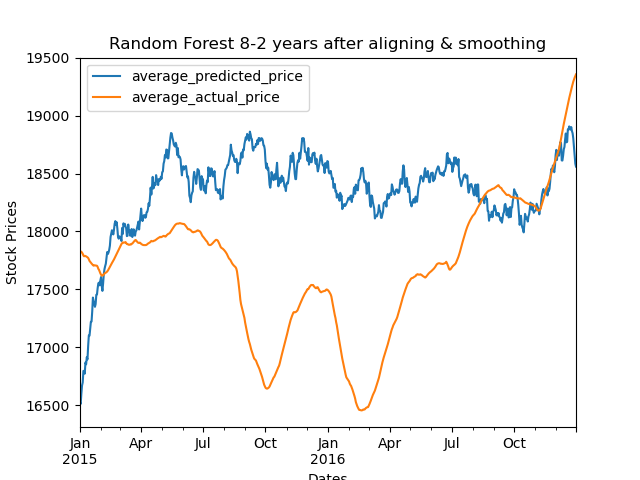 Random Forest 8-2 years after aligning & smoothing
19500
19000
18500
18000
17500
17000
16500
Stock Prices
average_predicted_price
average_actual_price
Jan Apr Jul Oct Jan Apr Jul Oct
2015 2016
Dates